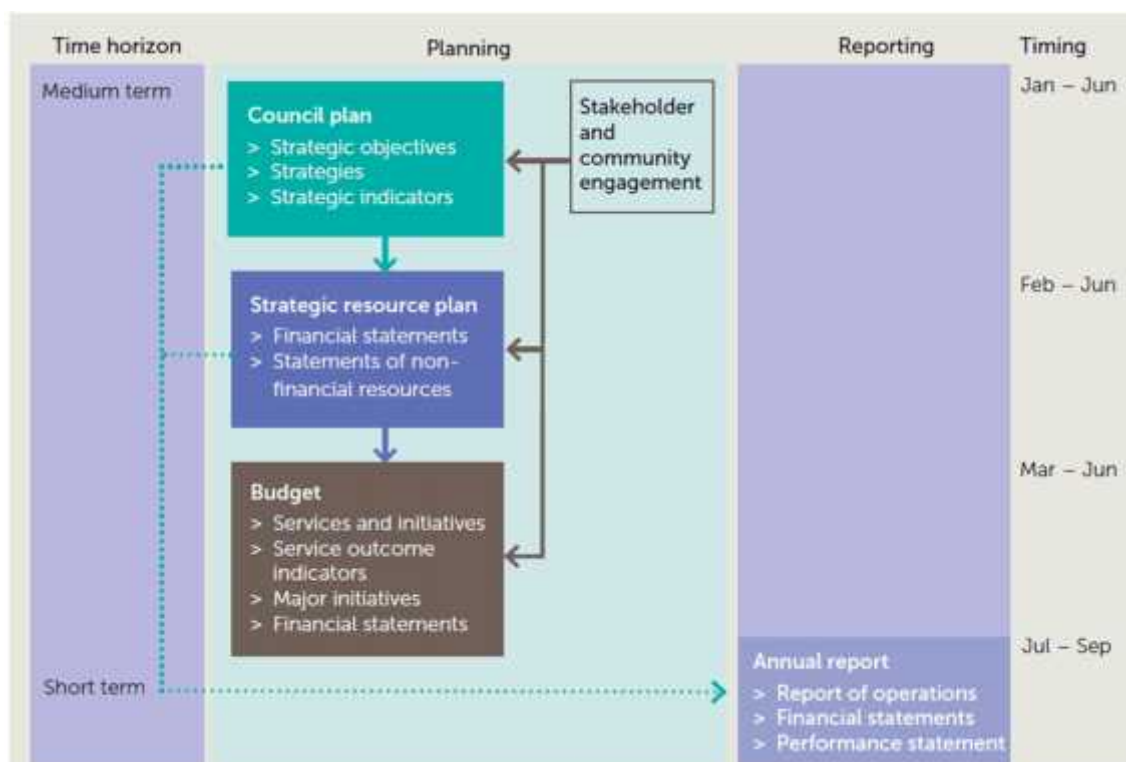 Time horizon
Planning
Reporting
Timing
Medium term
Council plan
> Strategic objectives
> Strategies
> Strategic indicators
Stakeholder
and
community
engagement
Jan – Jun
Strategic resource plan
> Financial statements
> Statements of non-
financial resources
Feb – Jun
Budget
> Services and initiatives
> Service outcome
indicators
> Major initiatives
> Financial statements
Mar – Jun
Short term
Annual report
> Report of operations
> Financial statements
> Performance statement
Jul – Sep